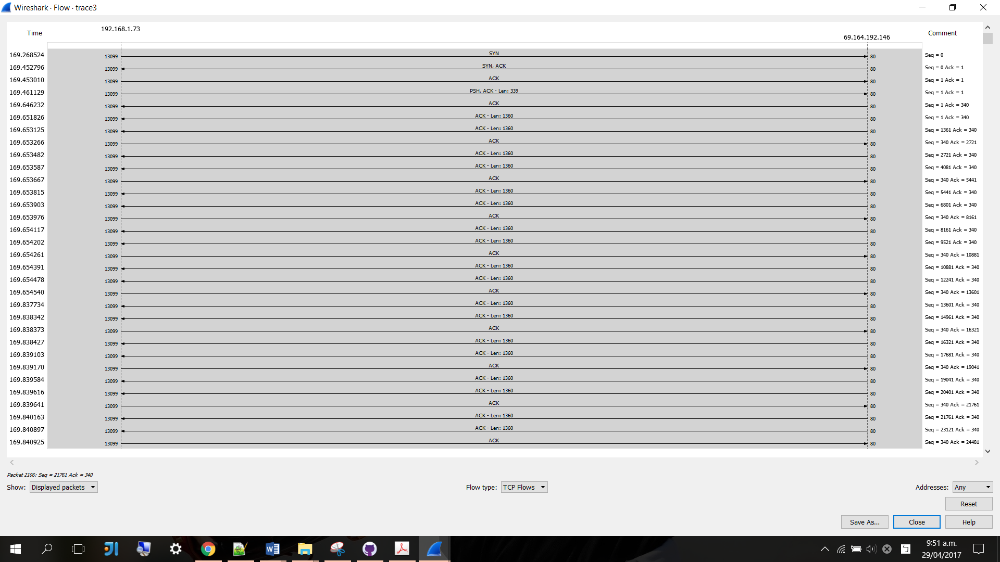 Wireshark · Flow · trace3
Time 192.168.1.73 69.164.192.146 Comment
169.268524 13099 SYN 80 Seq = 0
169.452796 13099 SYN, ACK 80 Seq = 0 Ack = 1
169.453010 13099 ACK 80 Seq = 1 Ack = 1
169.461129 13099 PSH, ACK - Len: 339 80 Seq = 1 Ack = 1
169.646232 13099 ACK 80 Seq = 1 Ack = 340
169.651826 13099 ACK - Len: 1360 80 Seq = 1 Ack = 340
169.653125 13099 ACK - Len: 1360 80 Seq = 1361 Ack = 340
169.653266 13099 ACK 80 Seq = 340 Ack = 2721
169.653482 13099 ACK - Len: 1360 80 Seq = 2721 Ack = 340
169.653587 13099 ACK - Len: 1360 80 Seq = 4081 Ack = 340
169.653667 13099 ACK 80 Seq = 340 Ack = 5441
169.653815 13099 ACK - Len: 1360 80 Seq = 5441 Ack = 340
169.653903 13099 ACK - Len: 1360 80 Seq = 6801 Ack = 340
169.653976 13099 ACK 80 Seq = 340 Ack = 8161
169.654117 13099 ACK - Len: 1360 80 Seq = 8161 Ack = 340
169.654202 13099 ACK - Len: 1360 80 Seq = 9521 Ack = 340
169.654261 13099 ACK 80 Seq = 340 Ack = 10881
169.654391 13099 ACK - Len: 1360 80 Seq = 10881 Ack = 340
169.654478 13099 ACK - Len: 1360 80 Seq = 12241 Ack = 340
169.654540 13099 ACK 80 Seq = 340 Ack = 13601
169.837734 13099 ACK - Len: 1360 80 Seq = 13601 Ack = 340
169.838342 13099 ACK - Len: 1360 80 Seq = 14961 Ack = 340
169.838373 13099 ACK 80 Seq = 340 Ack = 16321
169.838427 13099 ACK - Len: 1360 80 Seq = 16321 Ack = 340
169.839103 13099 ACK - Len: 1360 80 Seq = 17681 Ack = 340
169.839170 13099 ACK 80 Seq = 340 Ack = 19041
169.839584 13099 ACK - Len: 1360 80 Seq = 19041 Ack = 340
169.839616 13099 ACK - Len: 1360 80 Seq = 20401 Ack = 340
169.839641 13099 ACK 80 Seq = 340 Ack = 21761
169.840163 13099 ACK - Len: 1360 80 Seq = 21761 Ack = 340
169.840897 13099 ACK - Len: 1360 80 Seq = 23121 Ack = 340
169.840925 13099 ACK 80 Seq = 340 Ack = 24481
Packet 2106: Seq = 21761 Ack = 340
Show: Displayed packets Flow type: TCP Flows Addresses: Any
Reset
Save As... Close Help
9:51 a.m.
29/04/2017